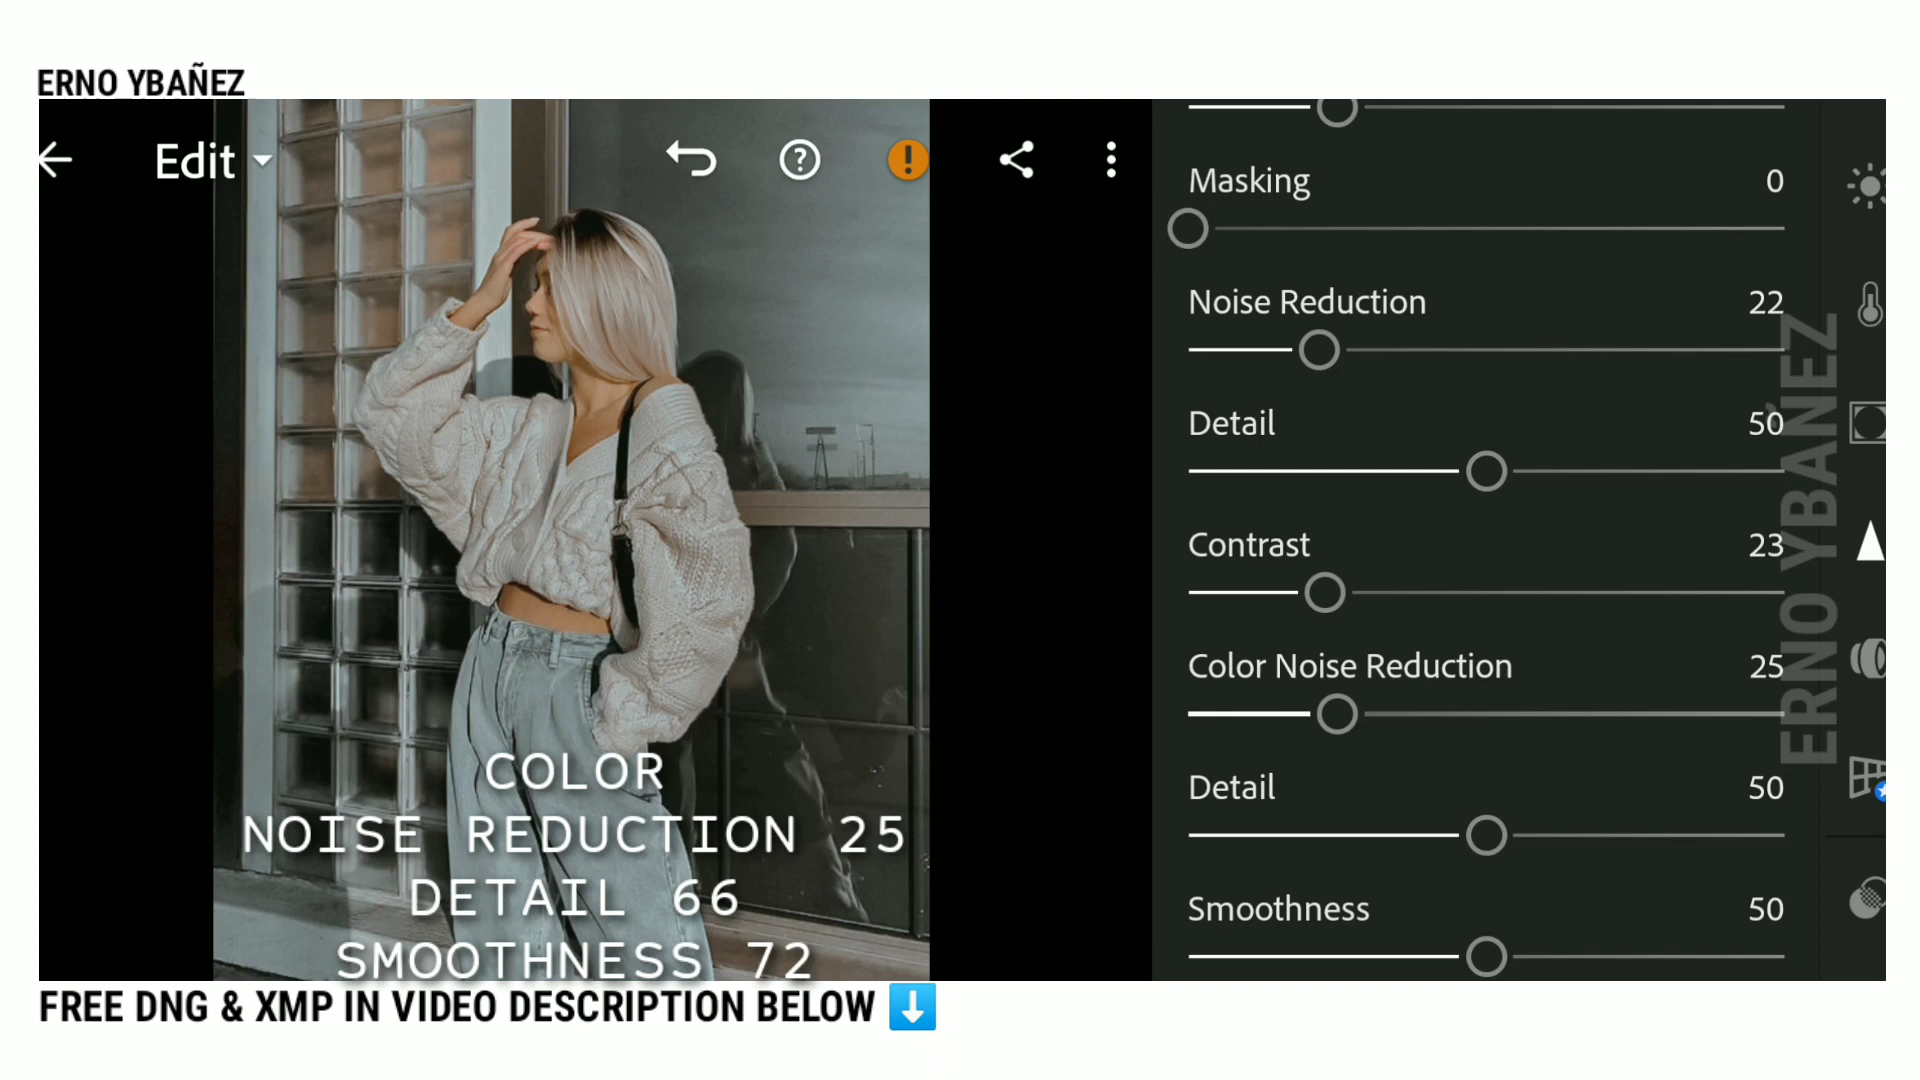 ERNO YBAÑEZ
Edit
Masking 0
Noise Reduction 22
Detail 50
Contrast 23
Color Noise Reduction 25
Detail 50
Smoothness 50
ERNO YBAÑEZ
COLOR
NOISE REDUCTION 25
DETAIL 66
SMOOTHNESS 72
FREE DNG & XMP IN VIDEO DESCRIPTION BELOW ⬇️